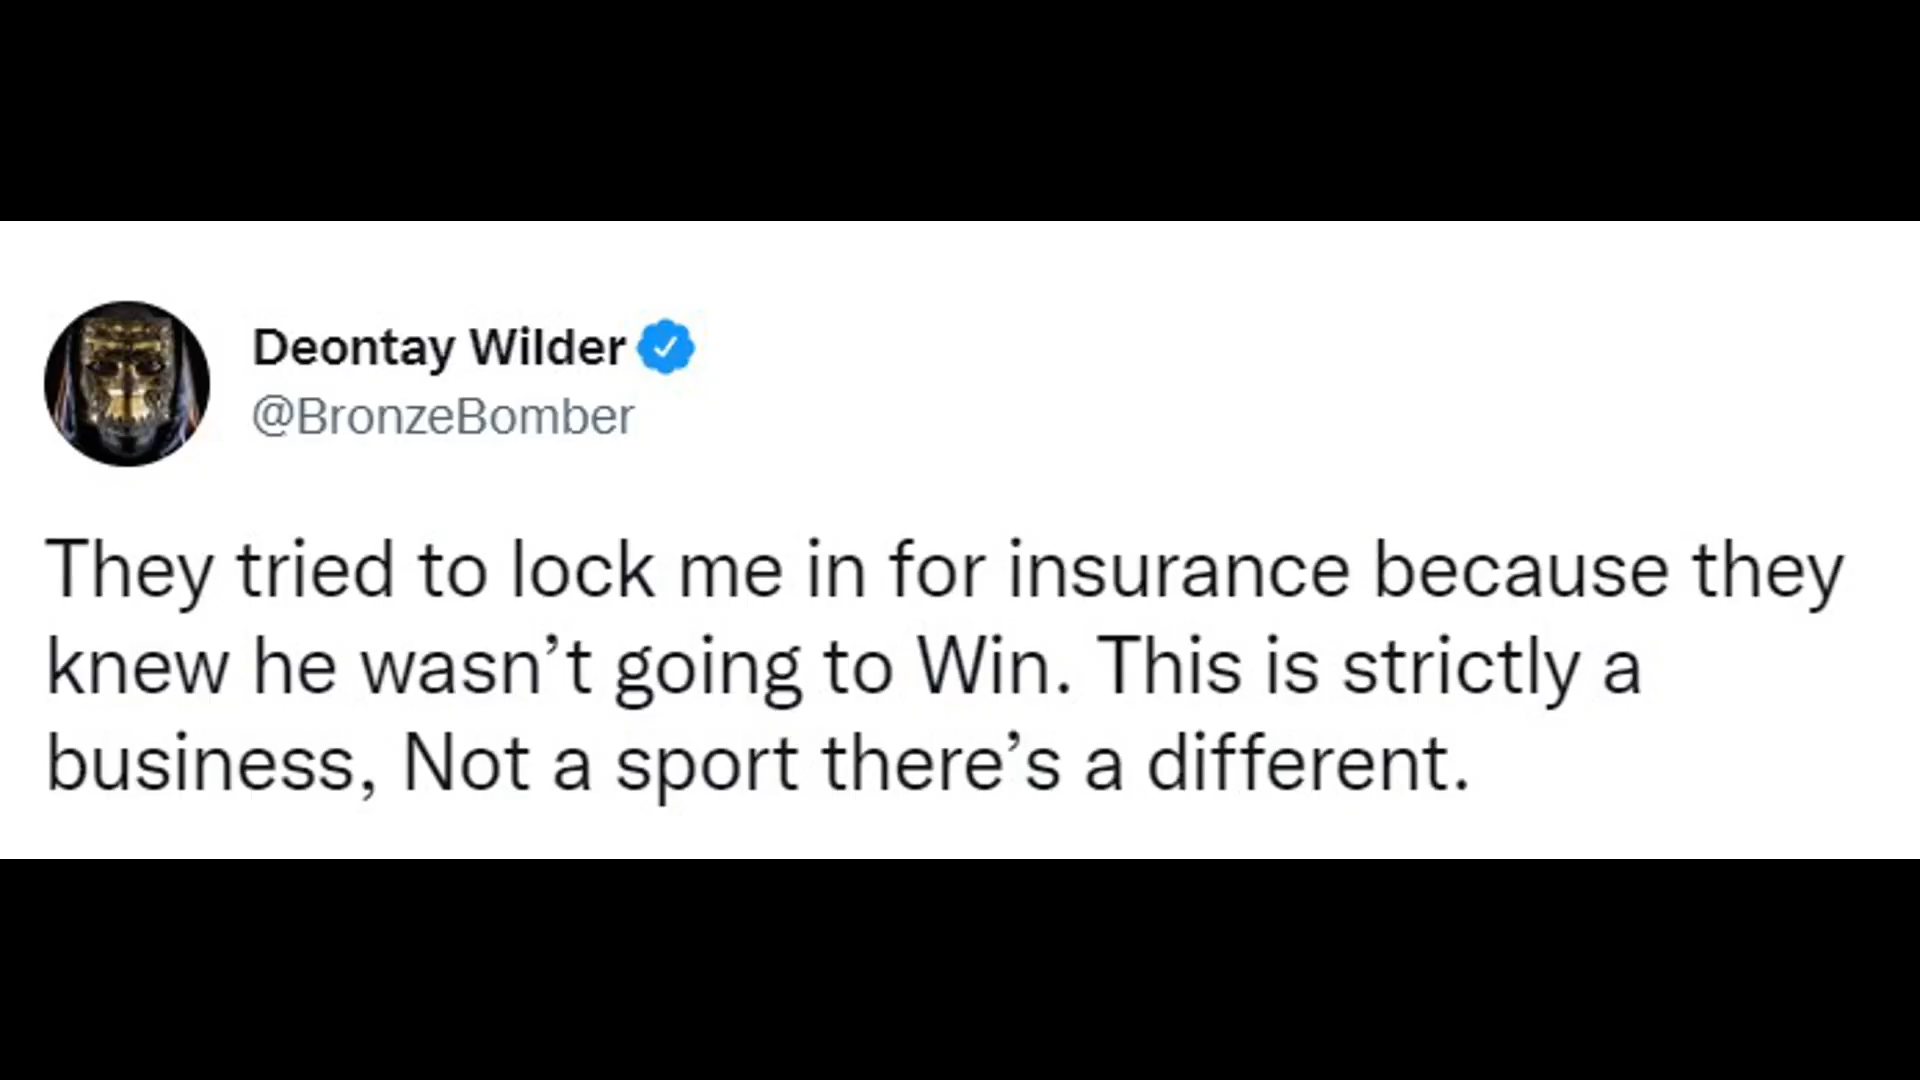 Deontay Wilder
@BronzeBomber
They tried to lock me in for insurance because they
knew he wasn’t going to Win. This is strictly a
business, Not a sport there’s a different.